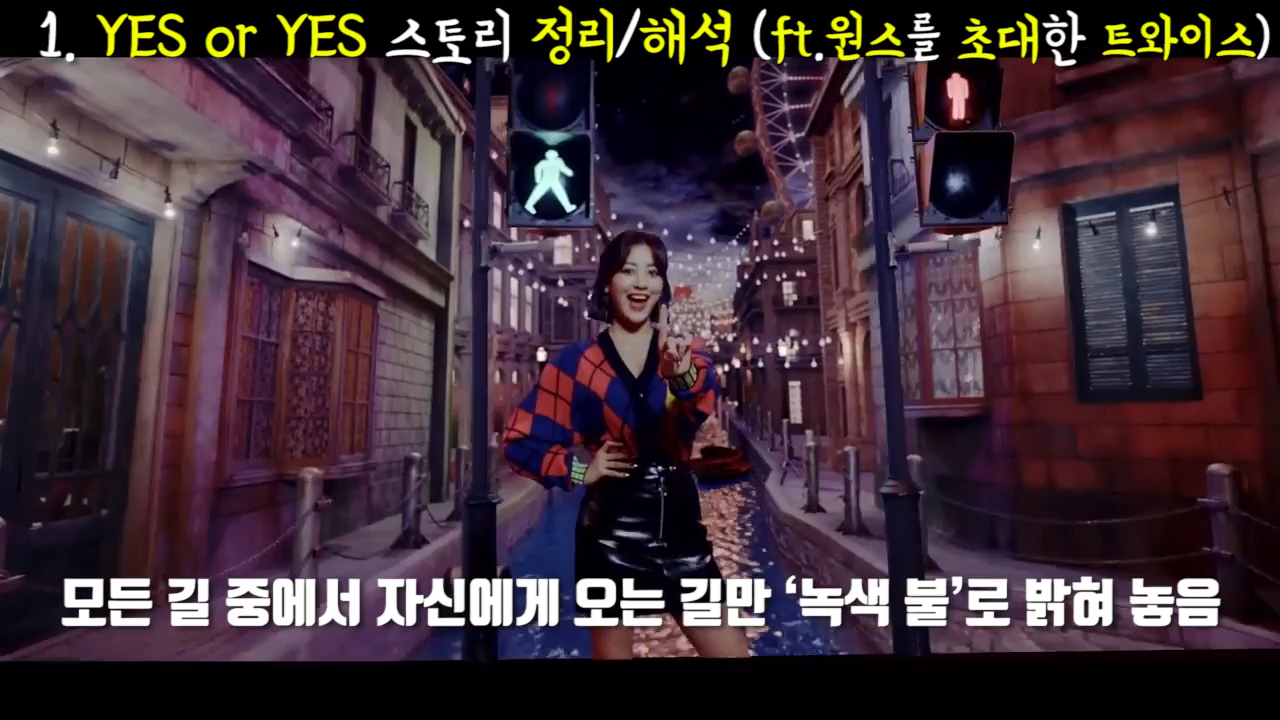 1. YES or YES 스토리 정리/해석 (ft.원스를 초대한 트와이스)
모든 길 중에서 자신에게 오는 길만 ‘녹색 불’로 밝혀 놓음